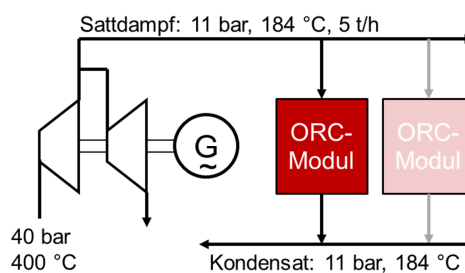 Sattdampf: 11 bar, 184 °C, 5 t/h
ORC-
Modul
ORC-
Modul
G
~
40 bar
400 °C
Kondensat: 11 bar, 184 °C